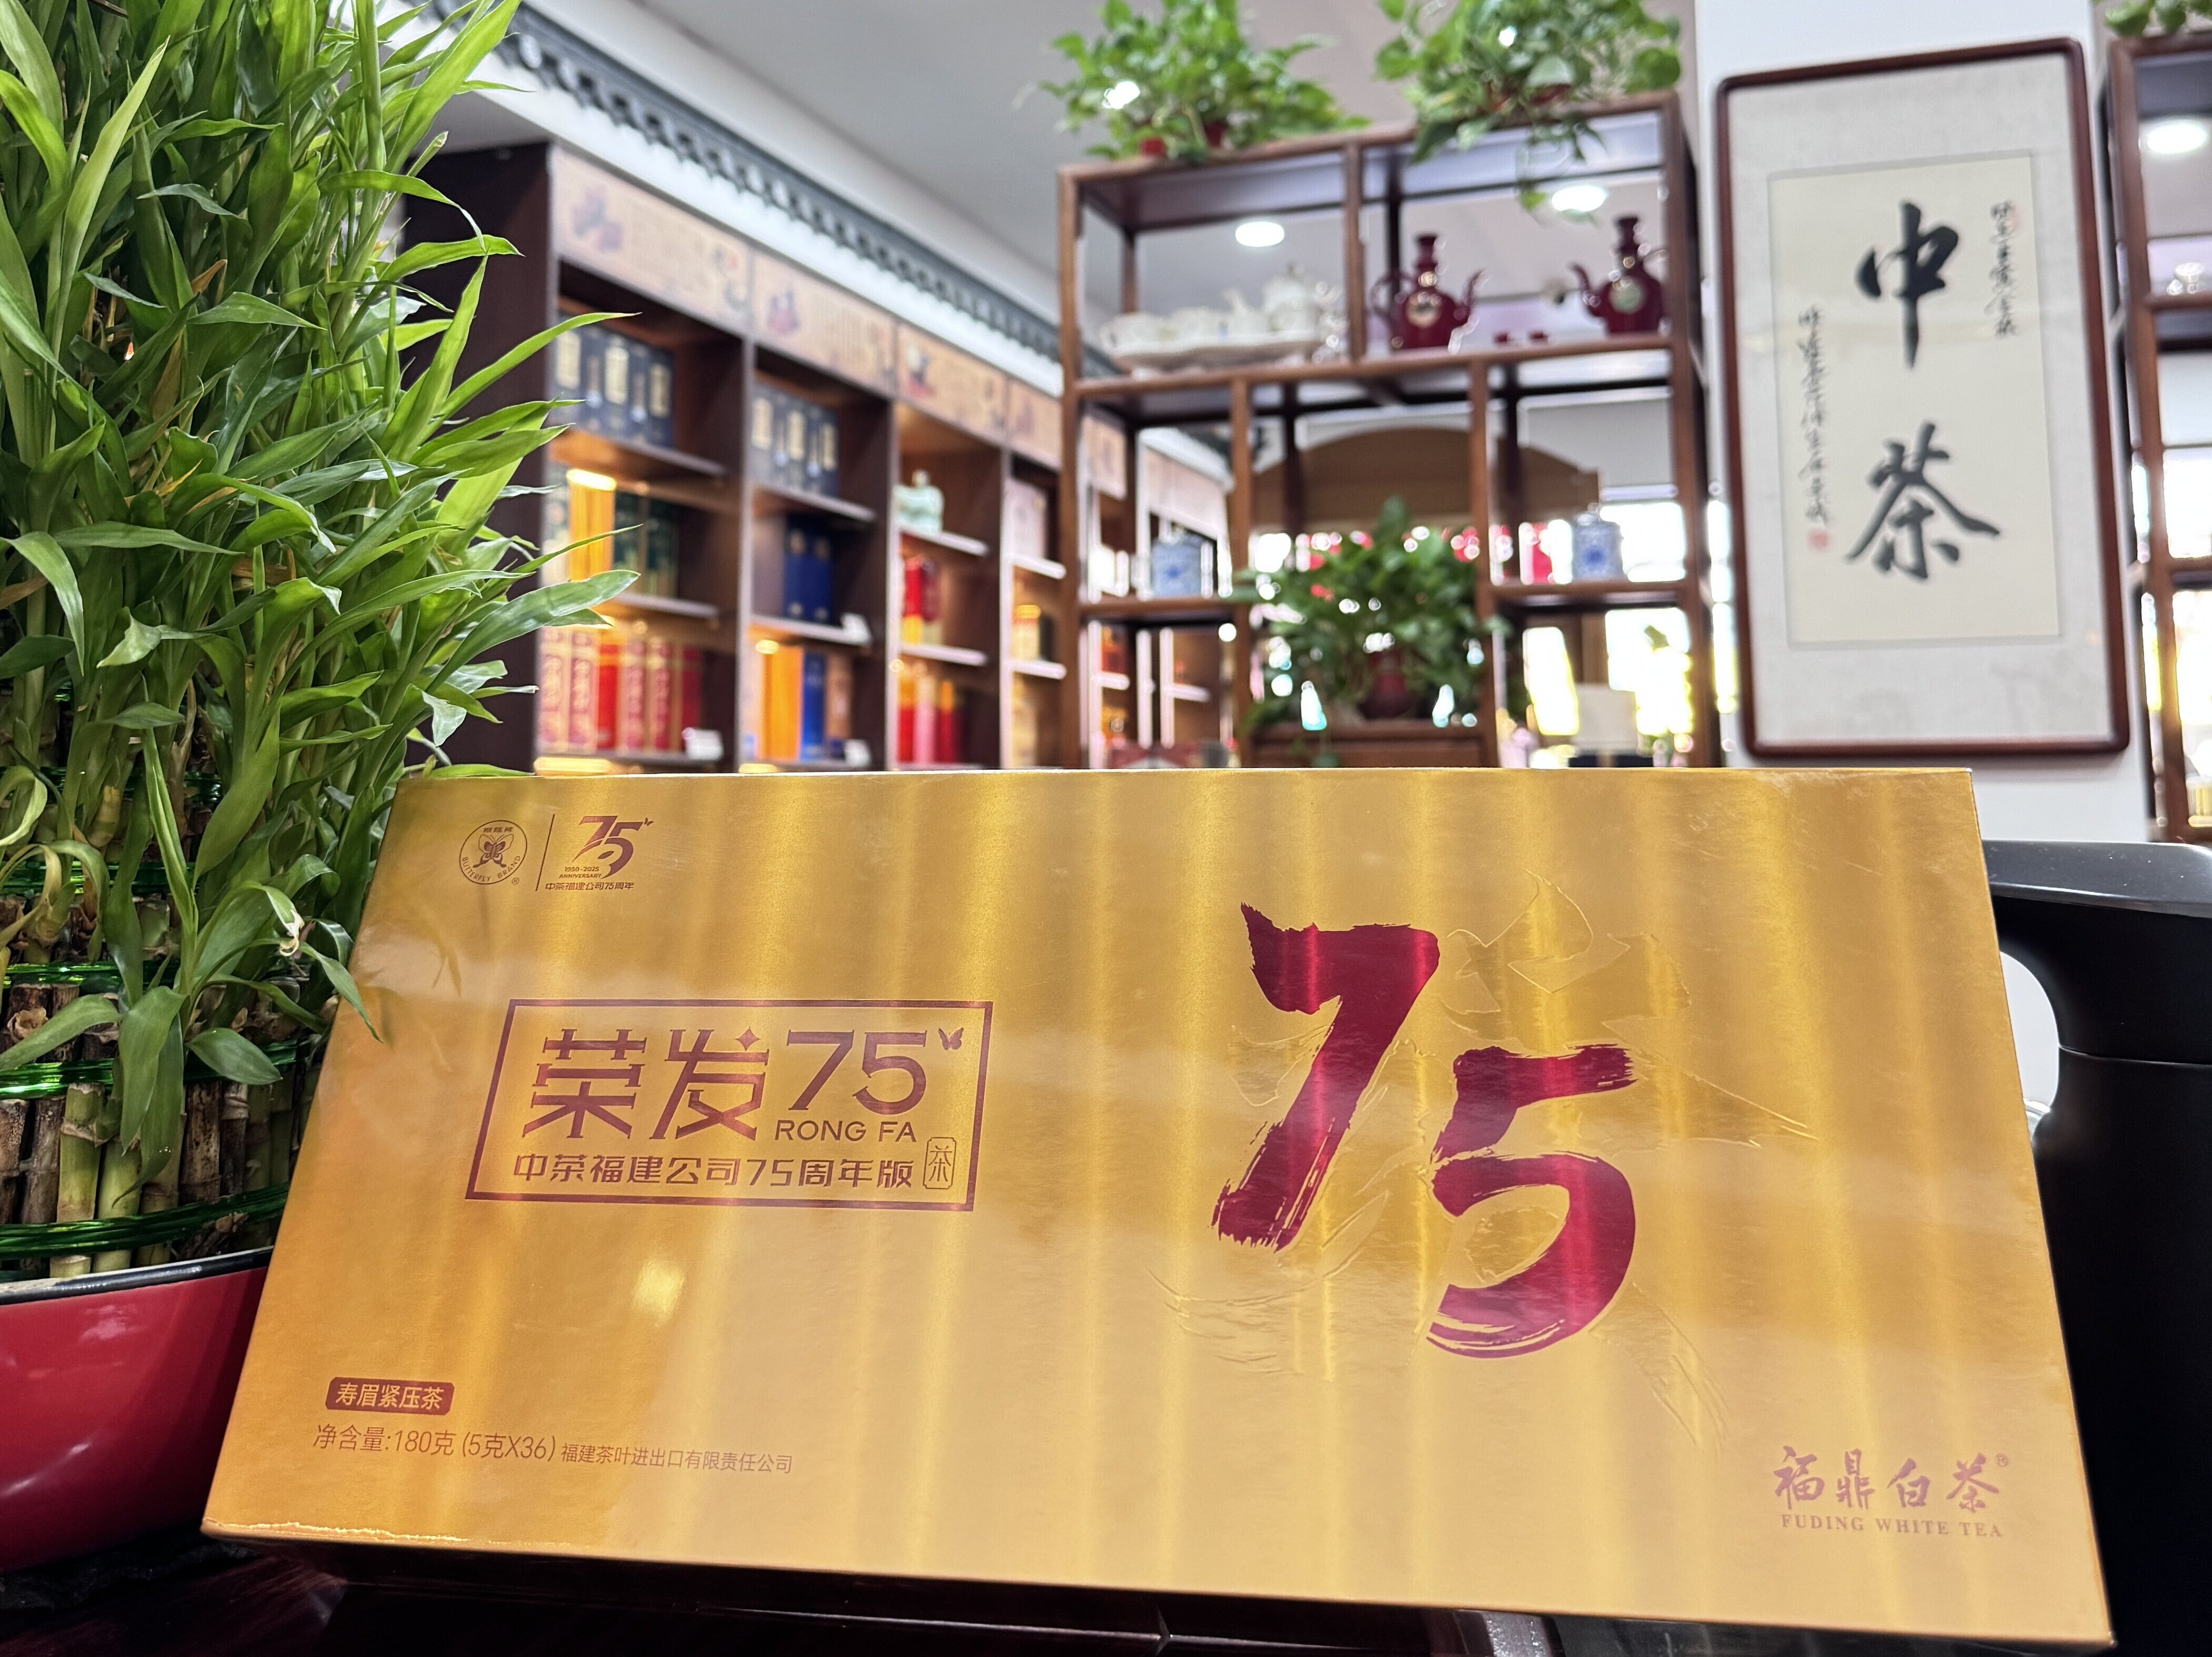 中
茶
蝴蝶牌
BUTTERFLY BRAND
®
75
1950-2025
ANNIVERSARY
中茶福建公司75周年
荣发75
RONG FA
中茶福建公司75周年版
茶
75
寿眉紧压茶
净含量:180克 (5克X36) 福建茶叶进出口有限责任公司
福鼎白茶®
FUDING WHITE TEA